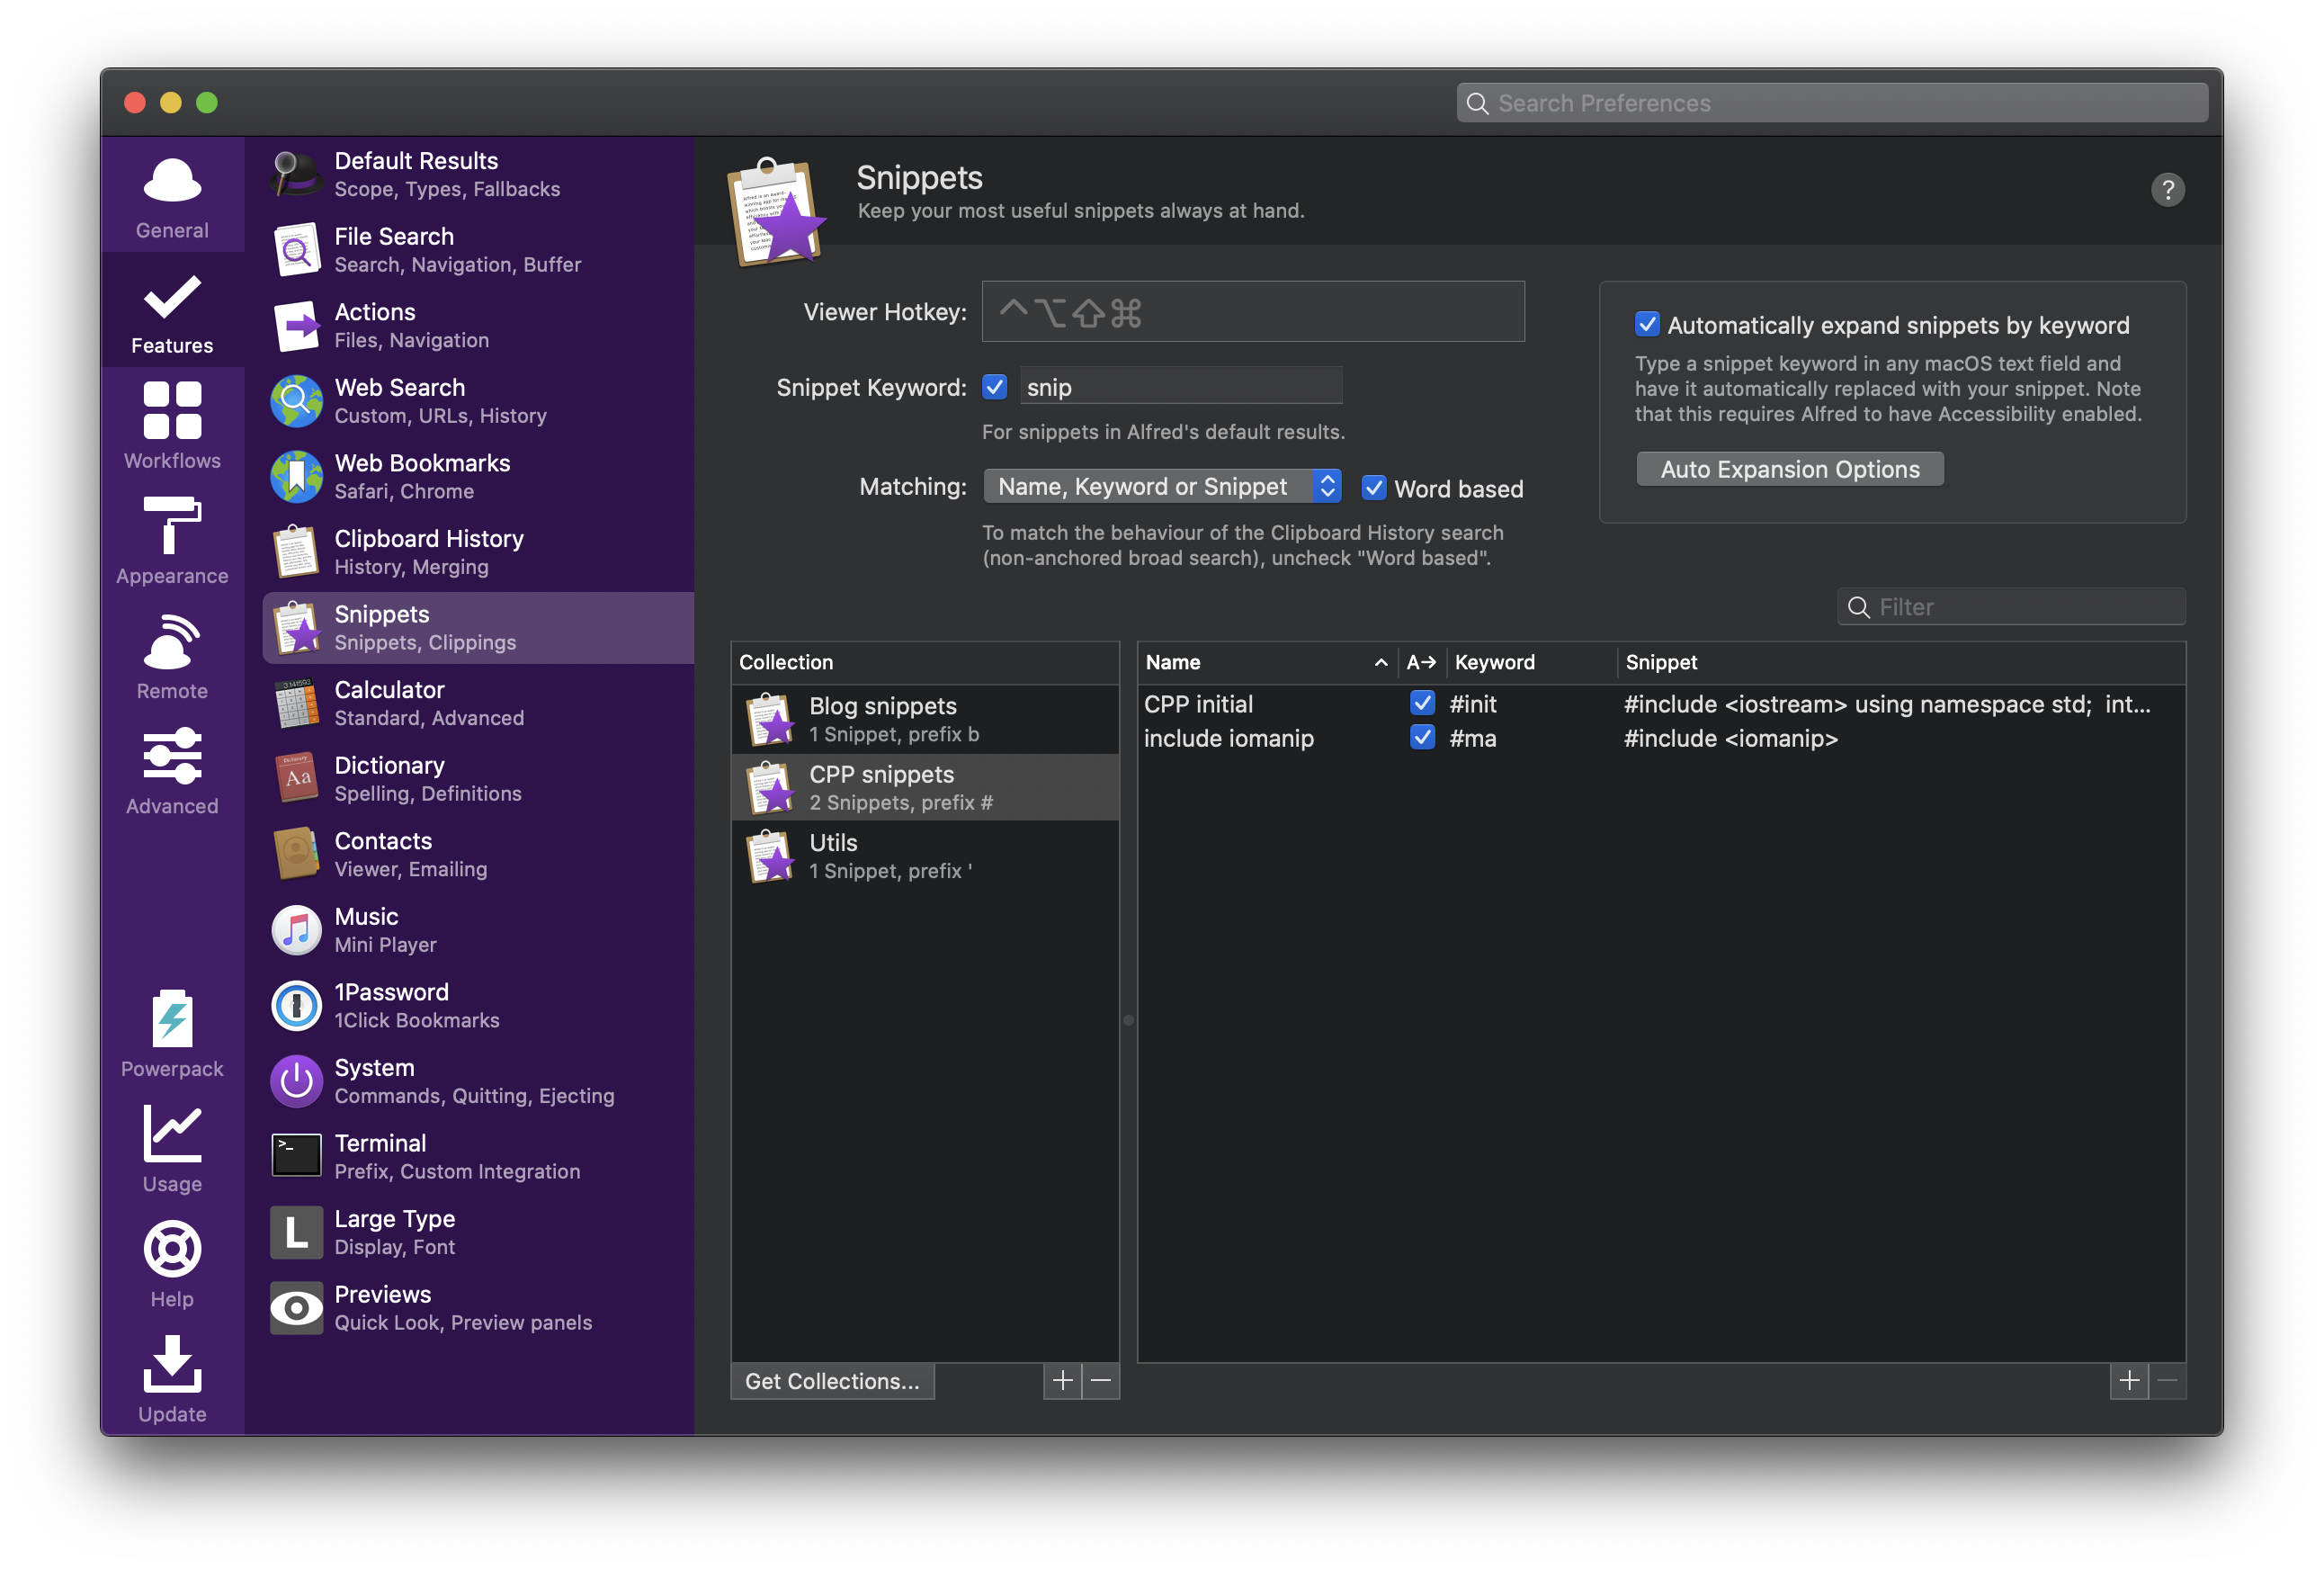 Search Preferences
General
Features
Workflows
Appearance
Remote
Advanced
Powerpack
Usage
Help
Update
Default Results
Scope, Types, Fallbacks
File Search
Search, Navigation, Buffer
Actions
Files, Navigation
Web Search
Custom, URLs, History
Web Bookmarks
Safari, Chrome
Clipboard History
History, Merging
Snippets
Snippets, Clippings
Calculator
Standard, Advanced
Dictionary
Spelling, Definitions
Contacts
Viewer, Emailing
Music
Mini Player
1Password
1Click Bookmarks
System
Commands, Quitting, Ejecting
Terminal
Prefix, Custom Integration
L
Large Type
Display, Font
Previews
Quick Look, Preview panels
Snippets
Keep your most useful snippets always at hand.
?
Viewer Hotkey: ⌃⌥⇧⌘
Snippet Keyword: snip
For snippets in Alfred's default results.
Matching: Name, Keyword or Snippet Word based
To match the behaviour of the Clipboard History search
(non-anchored broad search), uncheck "Word based".
Automatically expand snippets by keyword
Type a snippet keyword in any macOS text field and
have it automatically replaced with your snippet. Note
that this requires Alfred to have Accessibility enabled.
Auto Expansion Options
Filter
Collection
Blog snippets
1 Snippet, prefix b
CPP snippets
2 Snippets, prefix #
Utils
1 Snippet, prefix '
Get Collections...
Name A→ Keyword Snippet
CPP initial #init #include <iostream> using namespace std; int...
include iomanip #ma #include <iomanip>